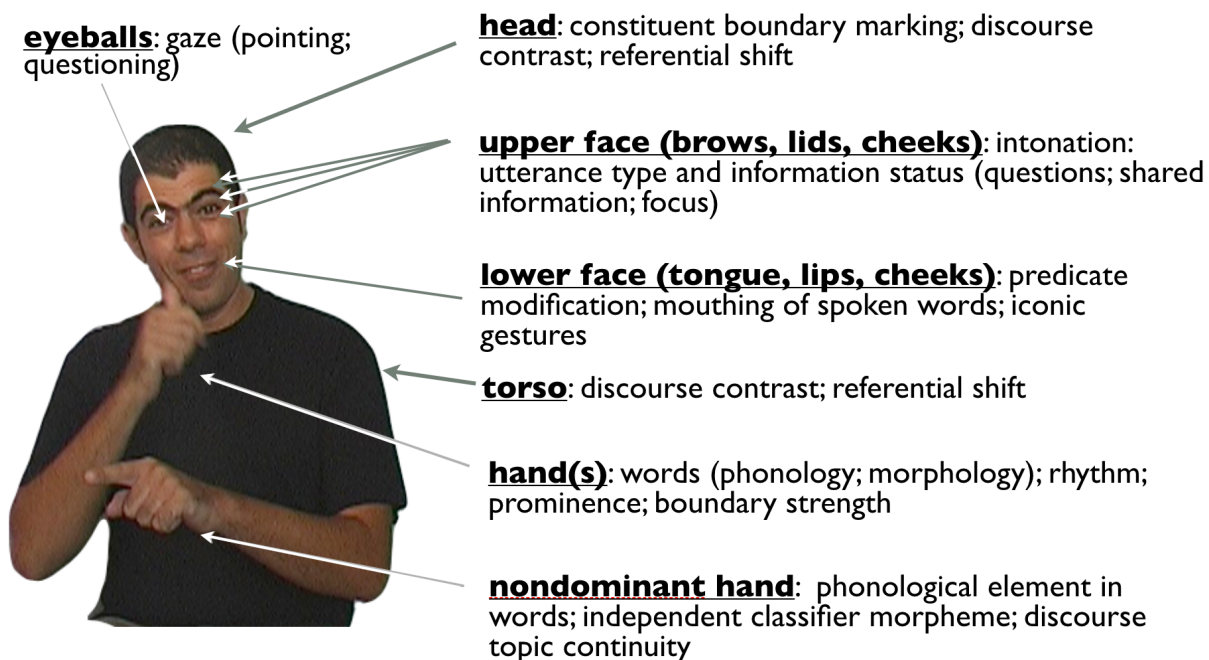 eyeballs: gaze (pointing;
questioning)
head: constituent boundary marking; discourse
contrast; referential shift
upper face (brows, lids, cheeks): intonation:
utterance type and information status (questions; shared
information; focus)
lower face (tongue, lips, cheeks): predicate
modification; mouthing of spoken words; iconic
gestures
torso: discourse contrast; referential shift
hand(s): words (phonology; morphology); rhythm;
prominence; boundary strength
nondominant hand: phonological element in
words; independent classifier morpheme; discourse
topic continuity